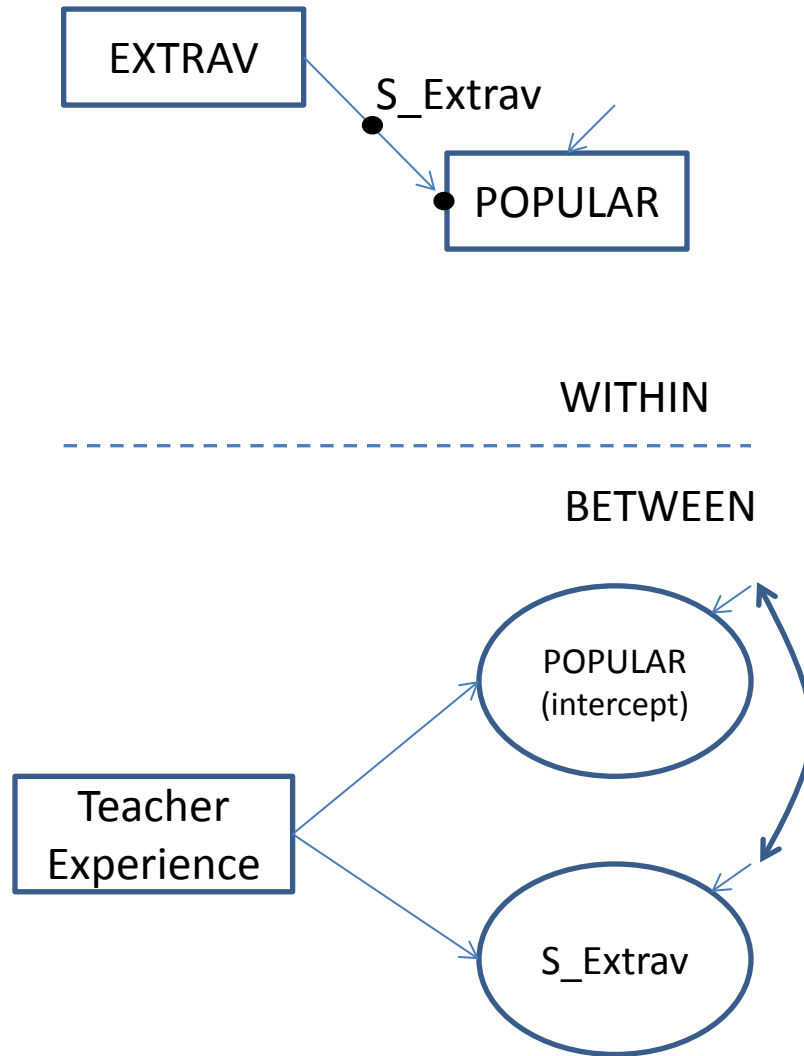 EXTRAV
S_Extrav
POPULAR
WITHIN
BETWEEN
POPULAR
(intercept)
Teacher
Experience
S_Extrav